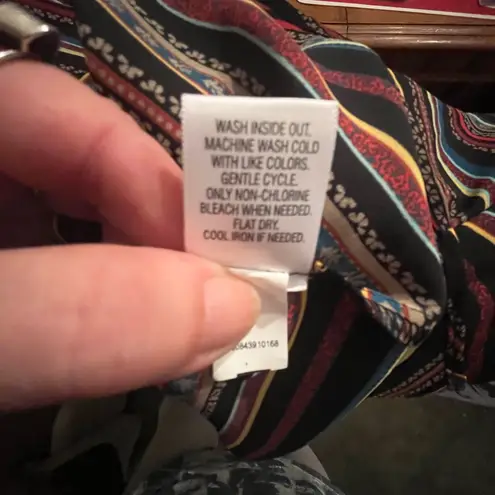 WASH INSIDE OUT.
MACHINE WASH COLD
WITH LIKE COLORS.
GENTLE CYCLE.
ONLY NON-CHLORINE
BLEACH WHEN NEEDED.
FLAT DRY.
COOL IRON IF NEEDED.